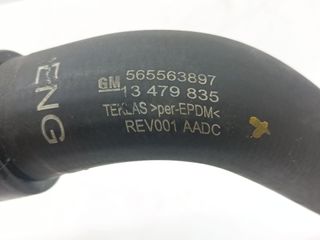 ENG
GM 565563897
13 479 835
TEKLAS >per-EPDM<
REV001 AADC